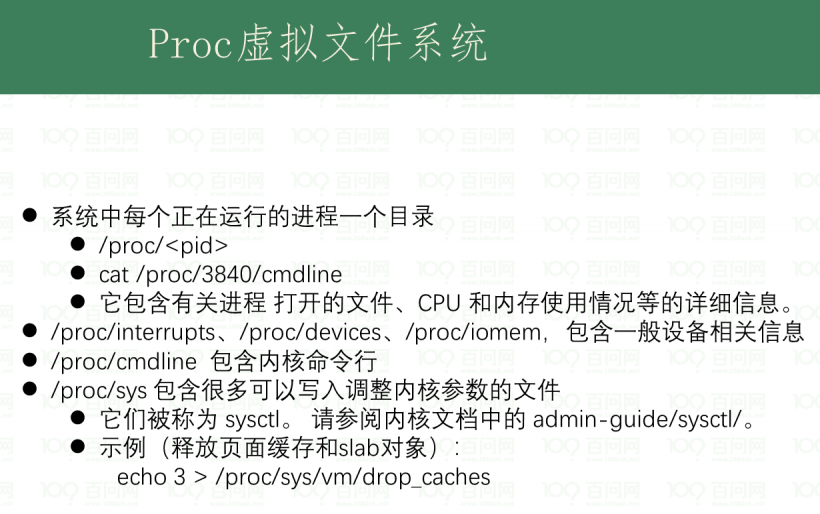 Proc虚拟文件系统
● 系统中每个正在运行的进程一个目录
● /proc/<pid>
● cat /proc/3840/cmdline
● 它包含有关进程 打开的文件、CPU 和内存使用情况等的详细信息。
● /proc/interrupts、/proc/devices、/proc/iomem，包含一般设备相关信息
● /proc/cmdline 包含内核命令行
● /proc/sys 包含很多可以写入调整内核参数的文件
● 它们被称为 sysctl。 请参阅内核文档中的 admin-guide/sysctl/。
● 示例（释放页面缓存和slab对象）:
echo 3 > /proc/sys/vm/drop_caches